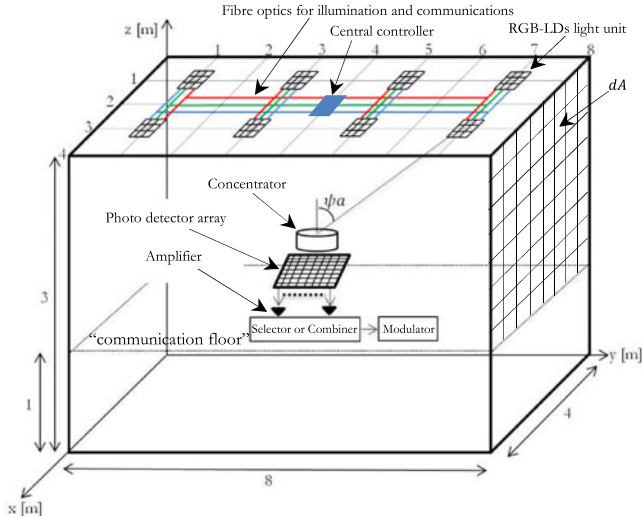 Fibre optics for illumination and communications
z [m]
Central controller
RGB-LDs light unit
1
2
3
4
5
6
7
8
1
2
3
4
dA
Concentrator
ψa
Photo detector array
Amplifier
3
Selector or Combiner
Modulator
“communication floor”
y [m]
1
4
8
x [m]